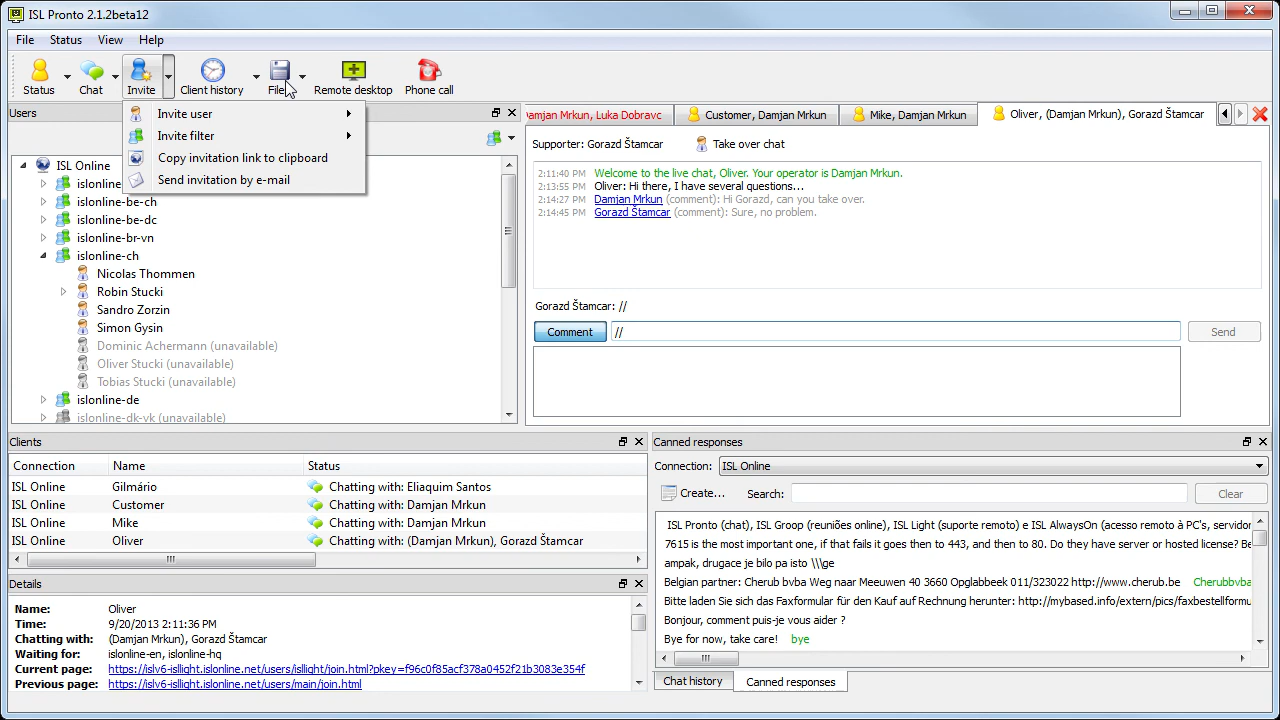 ISL Pronto 2.1.2beta12
File Status View Help
Status Chat Invite Client history File Remote desktop Phone call
Invite user
Invite filter
Copy invitation link to clipboard
Send invitation by e-mail
Users
ISL Online
islonline
islonline-be-ch
islonline-be-dc
islonline-br-vn
islonline-ch
Nicolas Thommen
Robin Stucki
Sandro Zorzin
Simon Gysin
Dominic Achermann (unavailable)
Oliver Stucki (unavailable)
Tobias Stucki (unavailable)
islonline-de
islonline-dk-vk (unavailable)
amjan Mrkun, Luka Dobravc Customer, Damjan Mrkun Mike, Damjan Mrkun Oliver, (Damjan Mrkun), Gorazd Štamcar
Supporter: Gorazd Štamcar Take over chat
2:11:40 PM Welcome to the live chat, Oliver. Your operator is Damjan Mrkun.
2:13:55 PM Oliver: Hi there, I have several questions...
2:14:27 PM Damjan Mrkun (comment): Hi Gorazd, can you take over.
2:14:45 PM Gorazd Štamcar (comment): Sure, no problem.
Gorazd Štamcar: //
Comment // Send
Clients
Connection Name Status
ISL Online Gilmário Chatting with: Eliaquim Santos
ISL Online Customer Chatting with: Damjan Mrkun
ISL Online Mike Chatting with: Damjan Mrkun
ISL Online Oliver Chatting with: (Damjan Mrkun), Gorazd Štamcar
Details
Name: Oliver
Time: 9/20/2013 2:11:36 PM
Chatting with: (Damjan Mrkun), Gorazd Štamcar
Waiting for: islonline-en, islonline-hq
Current page: https://islv6-isllight.islonline.net/users/isllight/join.html?pkey=f96c0f85acf378a0452f21b3083e354f
Previous page: https://islv6-isllight.islonline.net/users/main/join.html
Canned responses
Connection: ISL Online
Create... Search: Clear
ISL Pronto (chat), ISL Groop (reuniões online), ISL Light (suporte remoto) e ISL AlwaysOn (acesso remoto à PC's, servidor
7615 is the most important one, if that fails it goes then to 443, and then to 80. Do they have server or hosted license? Be
ampak, drugace je bilo pa isto \\\ge
Belgian partner: Cherub bvba Weg naar Meeuwen 40 3660 Opglabbeek 011/323022 http://www.cherub.be Cherubbvba
Bitte laden Sie sich das Faxformular für den Kauf auf Rechnung herunter: http://mybased.info/extern/pics/faxbestellformu
Bonjour, comment puis-je vous aider ?
Bye for now, take care! bye
Chat history Canned responses